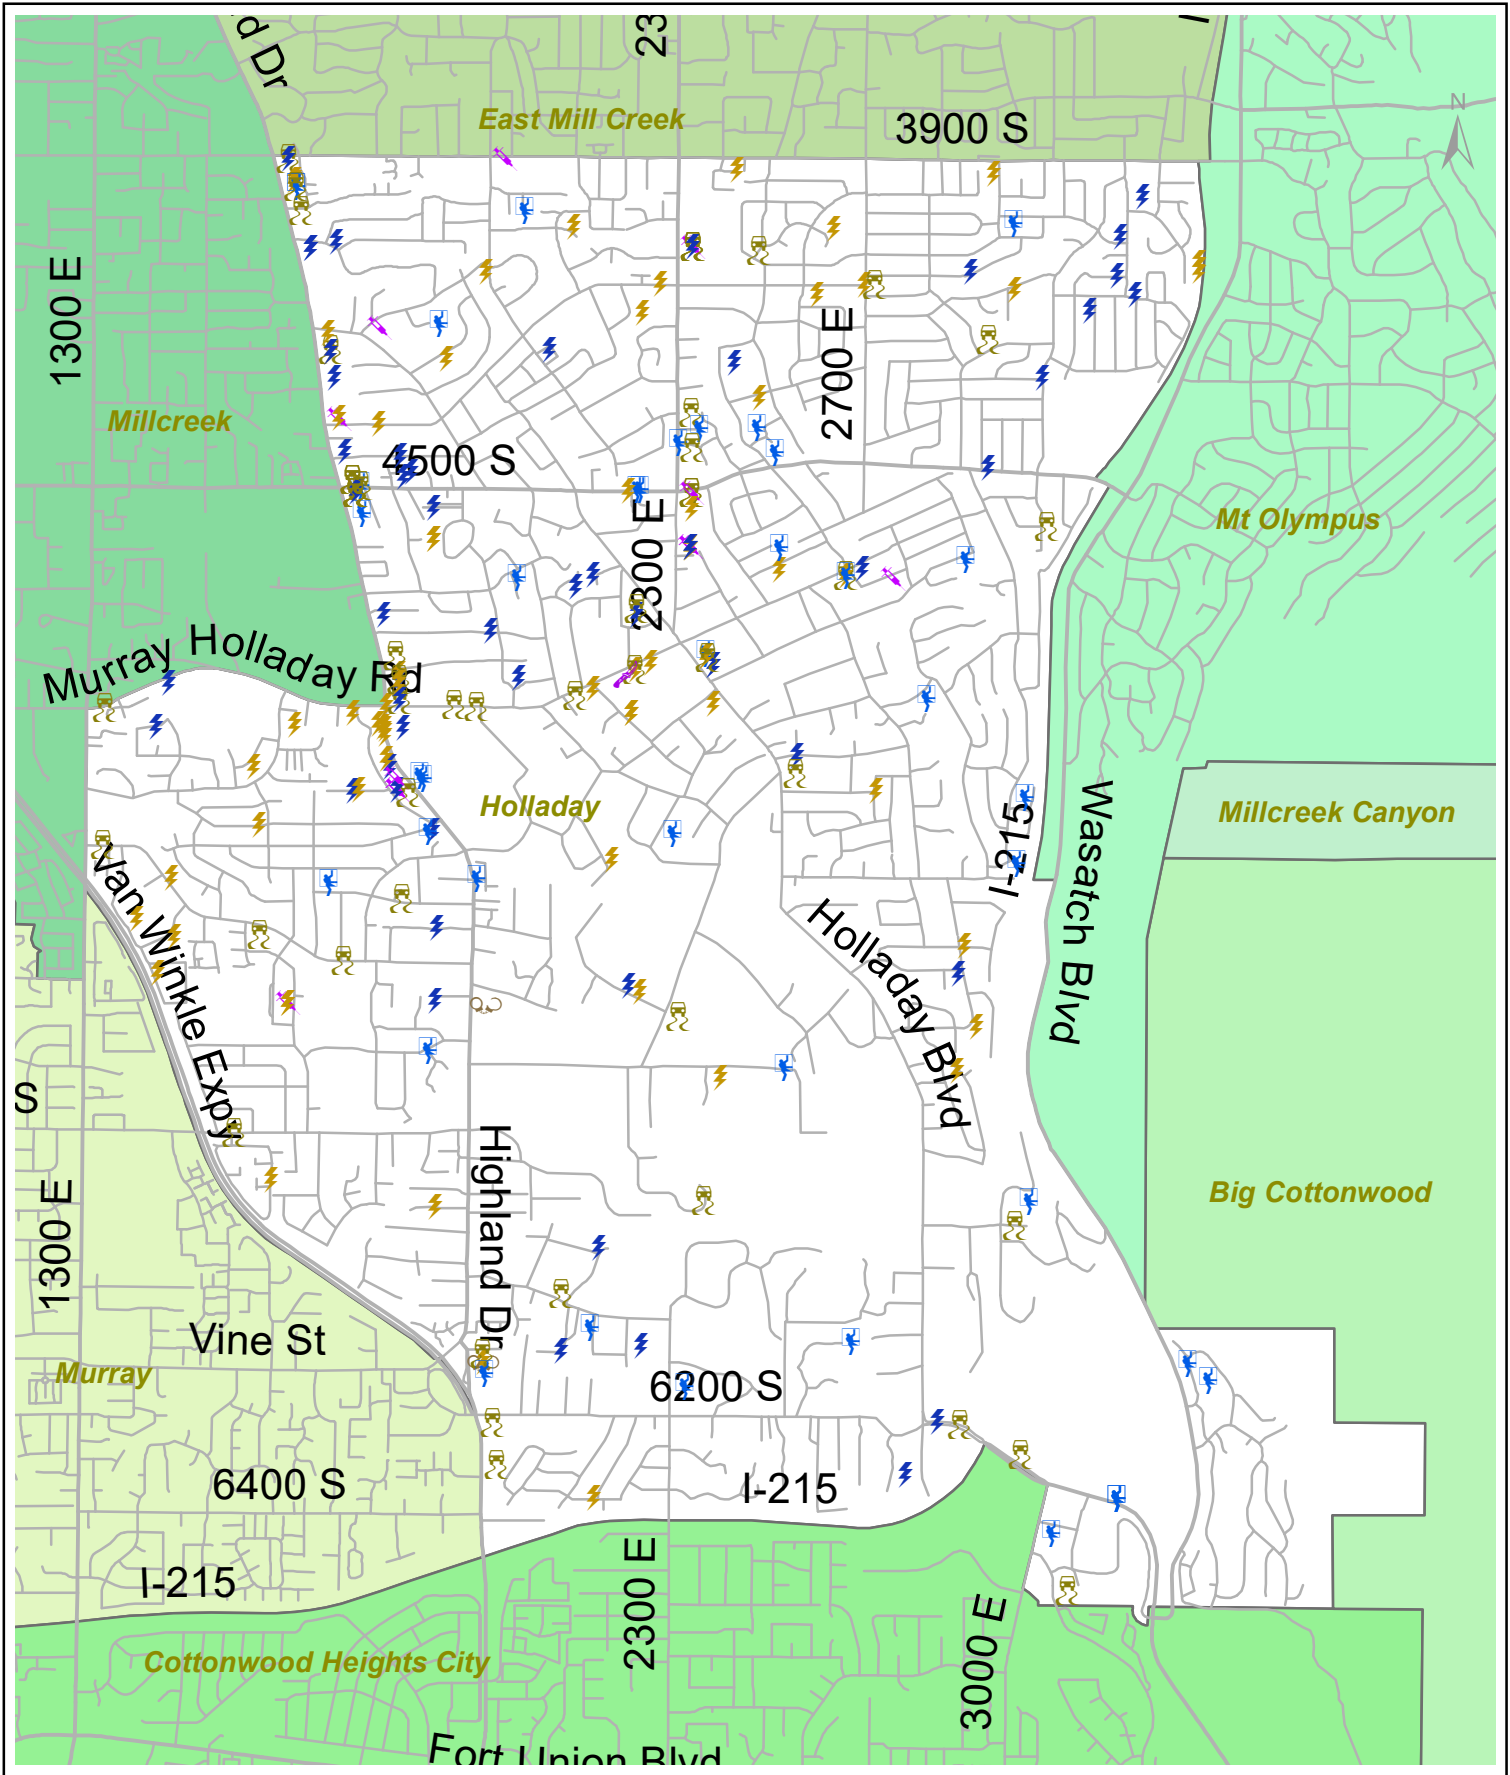 d Dr
23
East Mill Creek
3900 S
N
1300 E
2700 E
Millcreek
4500 S
Mt Olympus
2300 E
Murray Holladay Rd
Holladay
I-215
Wasatch Blvd
Millcreek Canyon
Van Winkle Expy
Holladay Blvd
S
Highland Dr
1300 E
Big Cottonwood
Vine St
Murray
6200 S
6400 S
I-215
I-215
2300 E
3000 E
Cottonwood Heights City
Fort Union Blvd